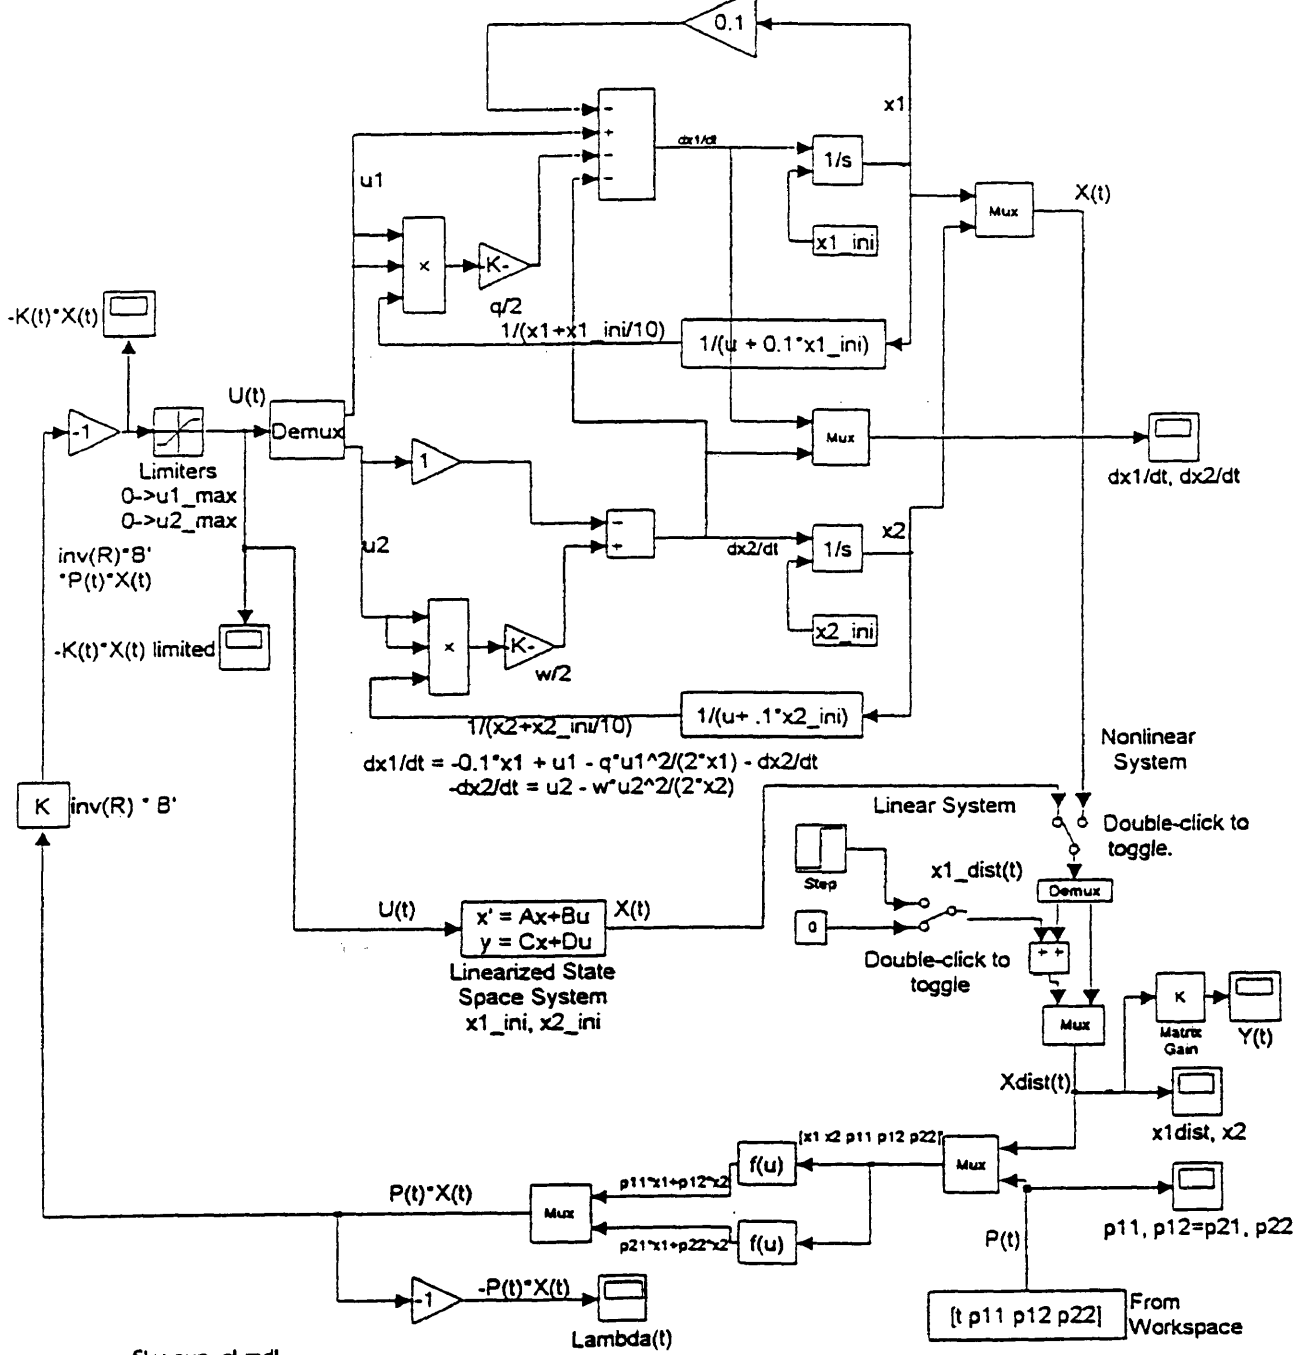 0.1
x1
-
+
-
-
dx1/dt
1/s
u1
Mux
X(t)
x1_ini
x
-K-
q/2
1/(x1+x1_ini/10)
1/(u + 0.1*x1_ini)
-K(t)*X(t)
U(t)
-1
Demux
Mux
1
dx1/dt, dx2/dt
Limiters
0->u1_max
0->u2_max
-
+
x2
u2
dx2/dt
1/s
inv(R)*B'
*P(t)*X(t)
x2_ini
-K(t)*X(t) limited
x
-K-
w/2
1/(x2+x2_ini/10)
1/(u+ .1*x2_ini)
dx1/dt = -0.1*x1 + u1 - q*u1^2/(2*x1) - dx2/dt
-dx2/dt = u2 - w*u2^2/(2*x2)
Nonlinear
System
K
inv(R) * B'
Linear System
Double-click to
toggle.
Step
x1_dist(t)
Demux
U(t)
x' = Ax+Bu
y = Cx+Du
X(t)
0
+ +
Linearized State
Space System
x1_ini, x2_ini
Double-click to
toggle
Mux
K
Matrix
Gain
Y(t)
Xdist(t)
x1dist, x2
[x1 x2 p11 p12 p22]
f(u)
Mux
p11*x1+p12*x2
P(t)*X(t)
Mux
p21*x1+p22*x2
f(u)
P(t)
p11, p12=p21, p22
-1
-P(t)*X(t)
Lambda(t)
[t p11 p12 p22]
From
Workspace